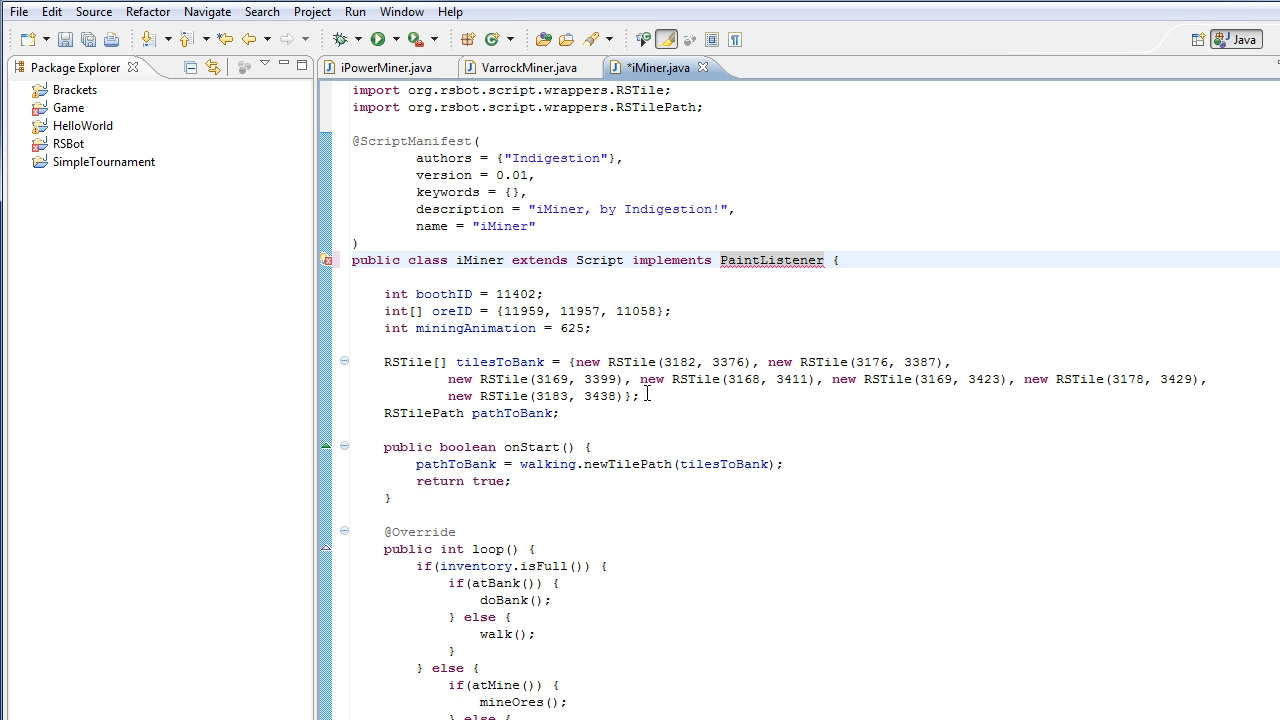 File Edit Source Refactor Navigate Search Project Run Window Help
Java
Package Explorer
iPowerMiner.java VarrockMiner.java *iMiner.java
Brackets
Game
HelloWorld
RSBot
SimpleTournament
import org.rsbot.script.wrappers.RSTile;
import org.rsbot.script.wrappers.RSTilePath;
@ScriptManifest(
authors = {"Indigestion"},
version = 0.01,
keywords = {},
description = "iMiner, by Indigestion!",
name = "iMiner"
)
public class iMiner extends Script implements PaintListener {
int boothID = 11402;
int[] oreID = {11959, 11957, 11058};
int miningAnimation = 625;
RSTile[] tilesToBank = {new RSTile(3182, 3376), new RSTile(3176, 3387),
new RSTile(3169, 3399), new RSTile(3168, 3411), new RSTile(3169, 3423), new RSTile(3178, 3429),
new RSTile(3183, 3438)};
RSTilePath pathToBank;
public boolean onStart() {
pathToBank = walking.newTilePath(tilesToBank);
return true;
}
@Override
public int loop() {
if(inventory.isFull()) {
if(atBank()) {
doBank();
} else {
walk();
}
} else {
if(atMine()) {
mineOres();
} else {